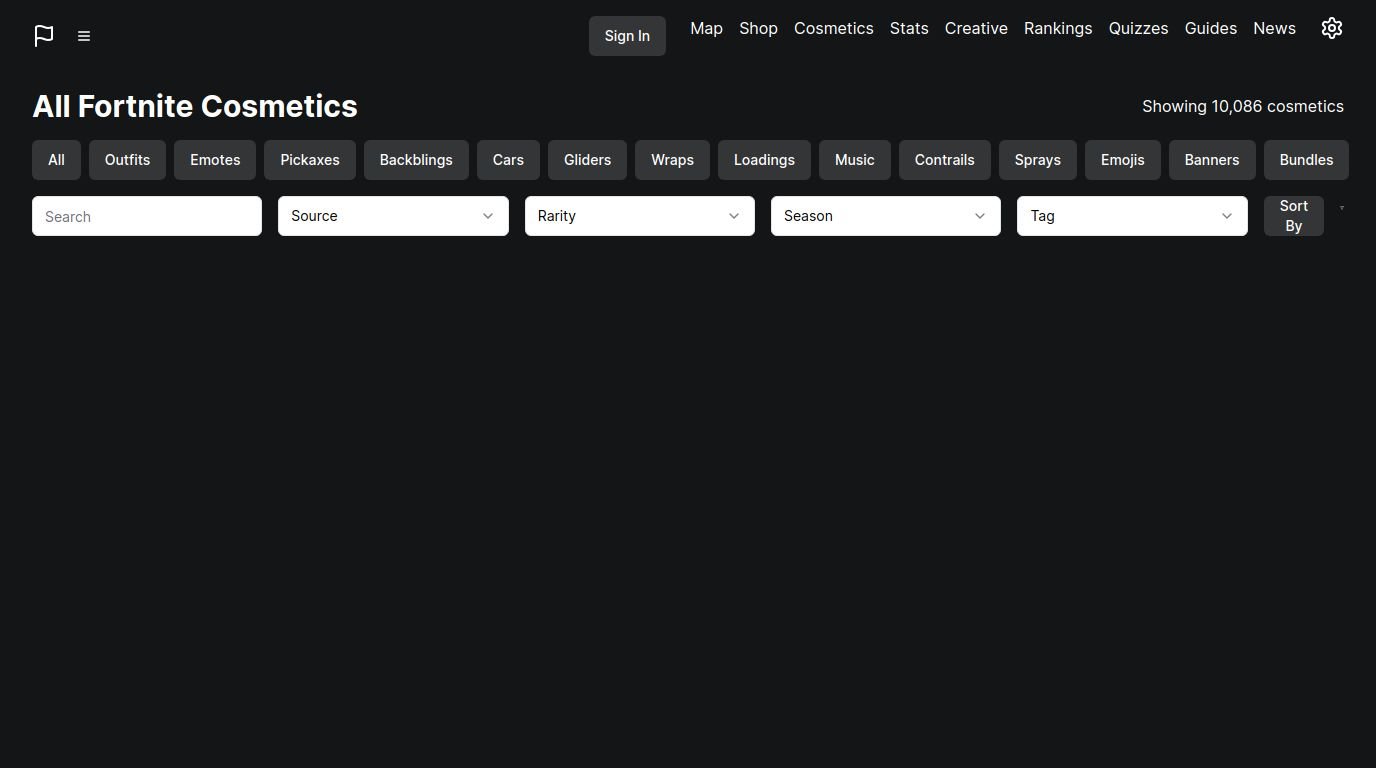 Sign In
Map Shop Cosmetics Stats Creative Rankings Quizzes Guides News
All Fortnite Cosmetics
Showing 10,086 cosmetics
All Outfits Emotes Pickaxes Backblings Cars Gliders Wraps Loadings Music Contrails Sprays Emojis Banners Bundles
Search Source Rarity Season Tag Sort
By